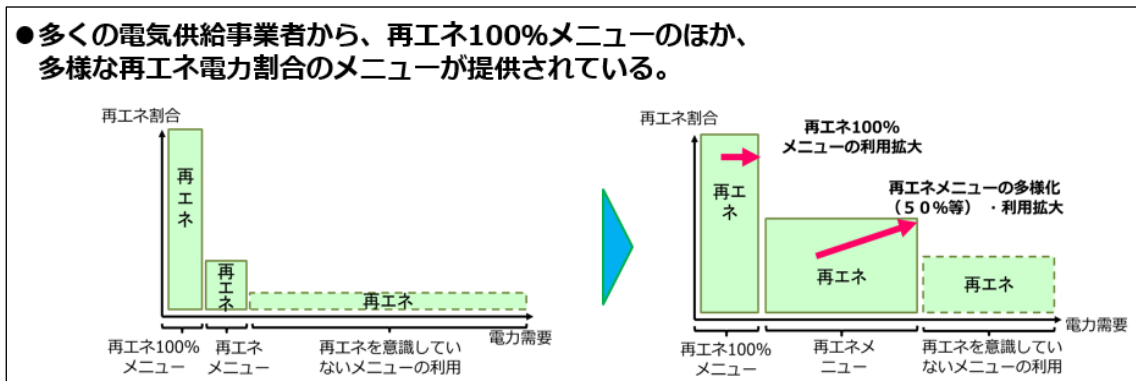 ●多くの電気供給事業者から、再エネ100%メニューのほか、
多様な再エネ電力割合のメニューが提供されている。
再エネ割合
再エネ
再エネ
再エネ
電力需要
再エネ100%
メニュー
再エネ
メニュー
再エネを意識してい
ないメニューの利用
再エネ割合
再エネ100%
メニューの利用拡大
再エネメニューの多様化
（５０%等）・利用拡大
再エ
ネ
再エネ
再エネ
電力需要
再エネ100%
メニュー
再エネメ
ニュー
再エネを意識してい
ないメニューの利用